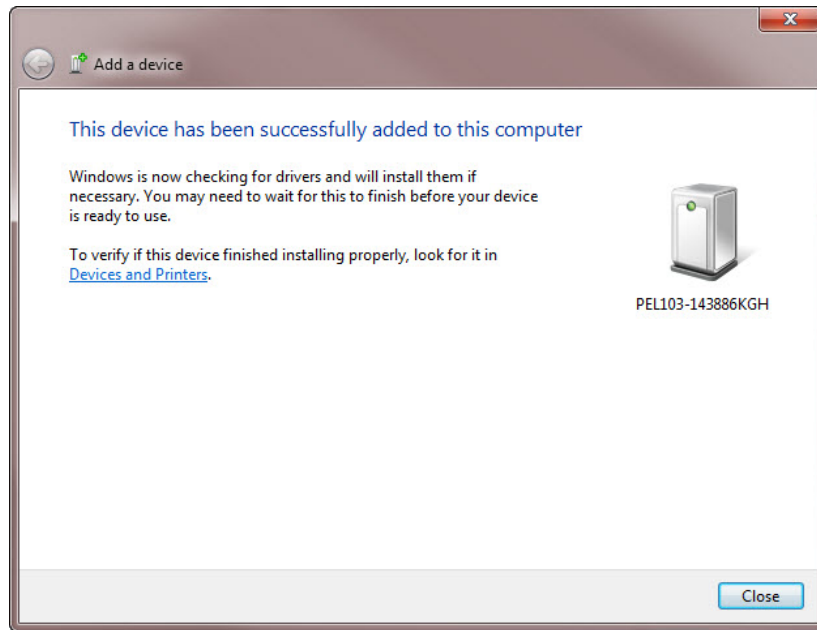 Add a device
This device has been successfully added to this computer
Windows is now checking for drivers and will install them if
necessary. You may need to wait for this to finish before your device
is ready to use.
To verify if this device finished installing properly, look for it in
Devices and Printers.
PEL103-143886KGH
Close